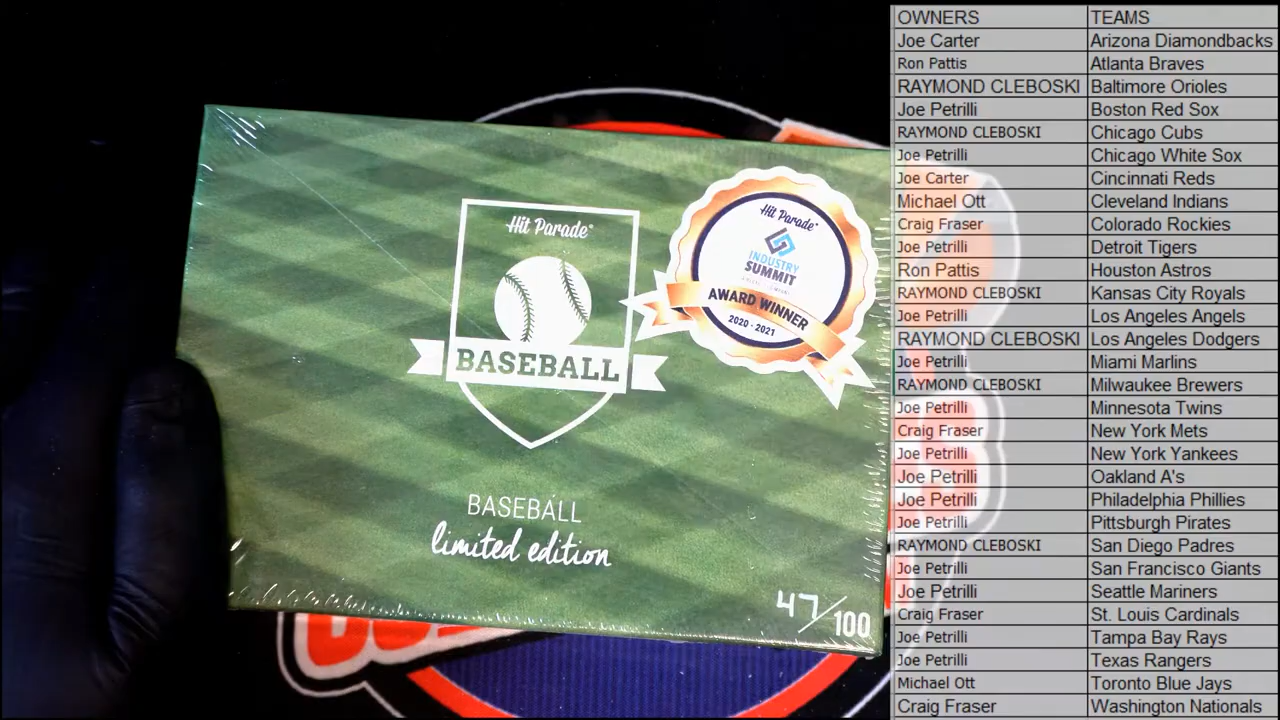 Hit Parade®
BASEBALL
BASEBALL
limited edition
47/100
Hit Parade®
INDUSTRY
SUMMIT
AWARD WINNER
2020 - 2021
OWNERS TEAMS
Joe Carter Arizona Diamondbacks
Ron Pattis Atlanta Braves
RAYMOND CLEBOSKI Baltimore Orioles
Joe Petrilli Boston Red Sox
RAYMOND CLEBOSKI Chicago Cubs
Joe Petrilli Chicago White Sox
Joe Carter Cincinnati Reds
Michael Ott Cleveland Indians
Craig Fraser Colorado Rockies
Joe Petrilli Detroit Tigers
Ron Pattis Houston Astros
RAYMOND CLEBOSKI Kansas City Royals
Joe Petrilli Los Angeles Angels
RAYMOND CLEBOSKI Los Angeles Dodgers
Joe Petrilli Miami Marlins
RAYMOND CLEBOSKI Milwaukee Brewers
Joe Petrilli Minnesota Twins
Craig Fraser New York Mets
Joe Petrilli New York Yankees
Joe Petrilli Oakland A's
Joe Petrilli Philadelphia Phillies
Joe Petrilli Pittsburgh Pirates
RAYMOND CLEBOSKI San Diego Padres
Joe Petrilli San Francisco Giants
Joe Petrilli Seattle Mariners
Craig Fraser St. Louis Cardinals
Joe Petrilli Tampa Bay Rays
Joe Petrilli Texas Rangers
Michael Ott Toronto Blue Jays
Craig Fraser Washington Nationals